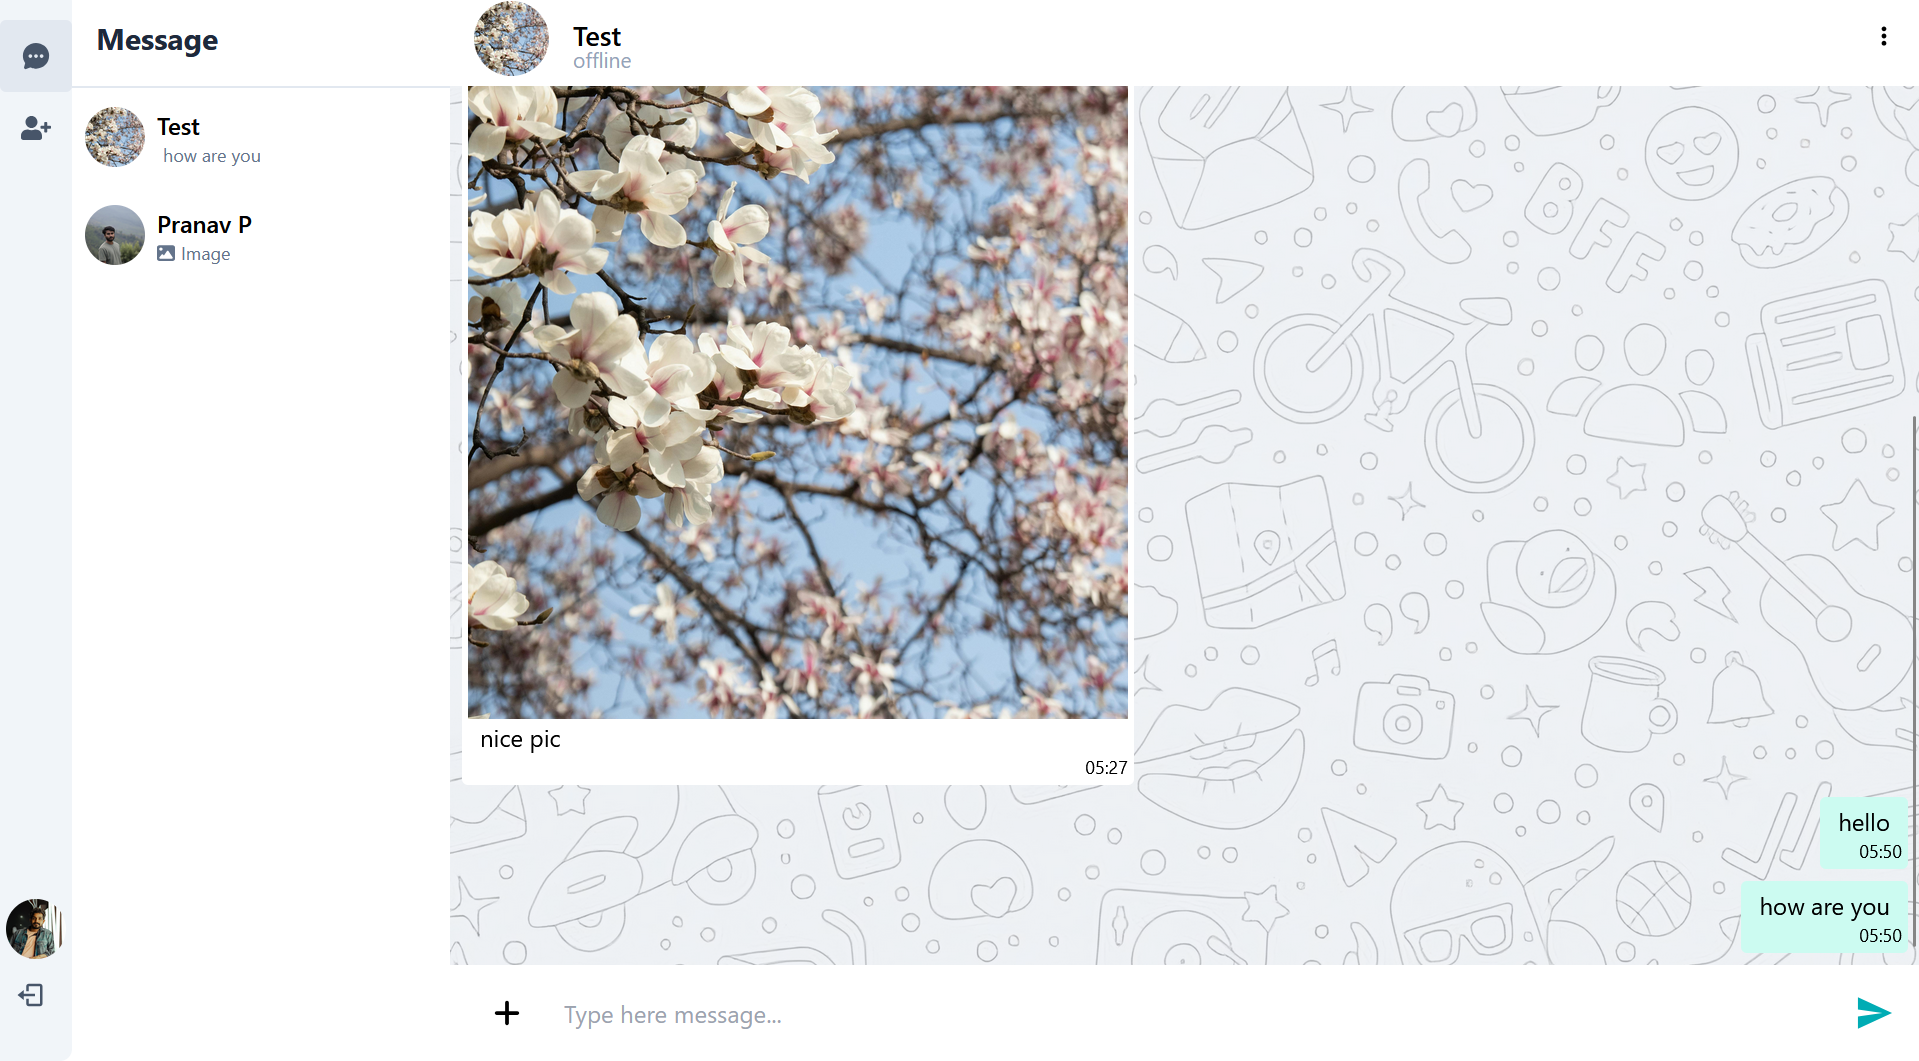 Message
Test
how are you
Pranav P
Image
Test
offline
BFF
nice pic
05:27
hello
05:50
how are you
05:50
Type here message...